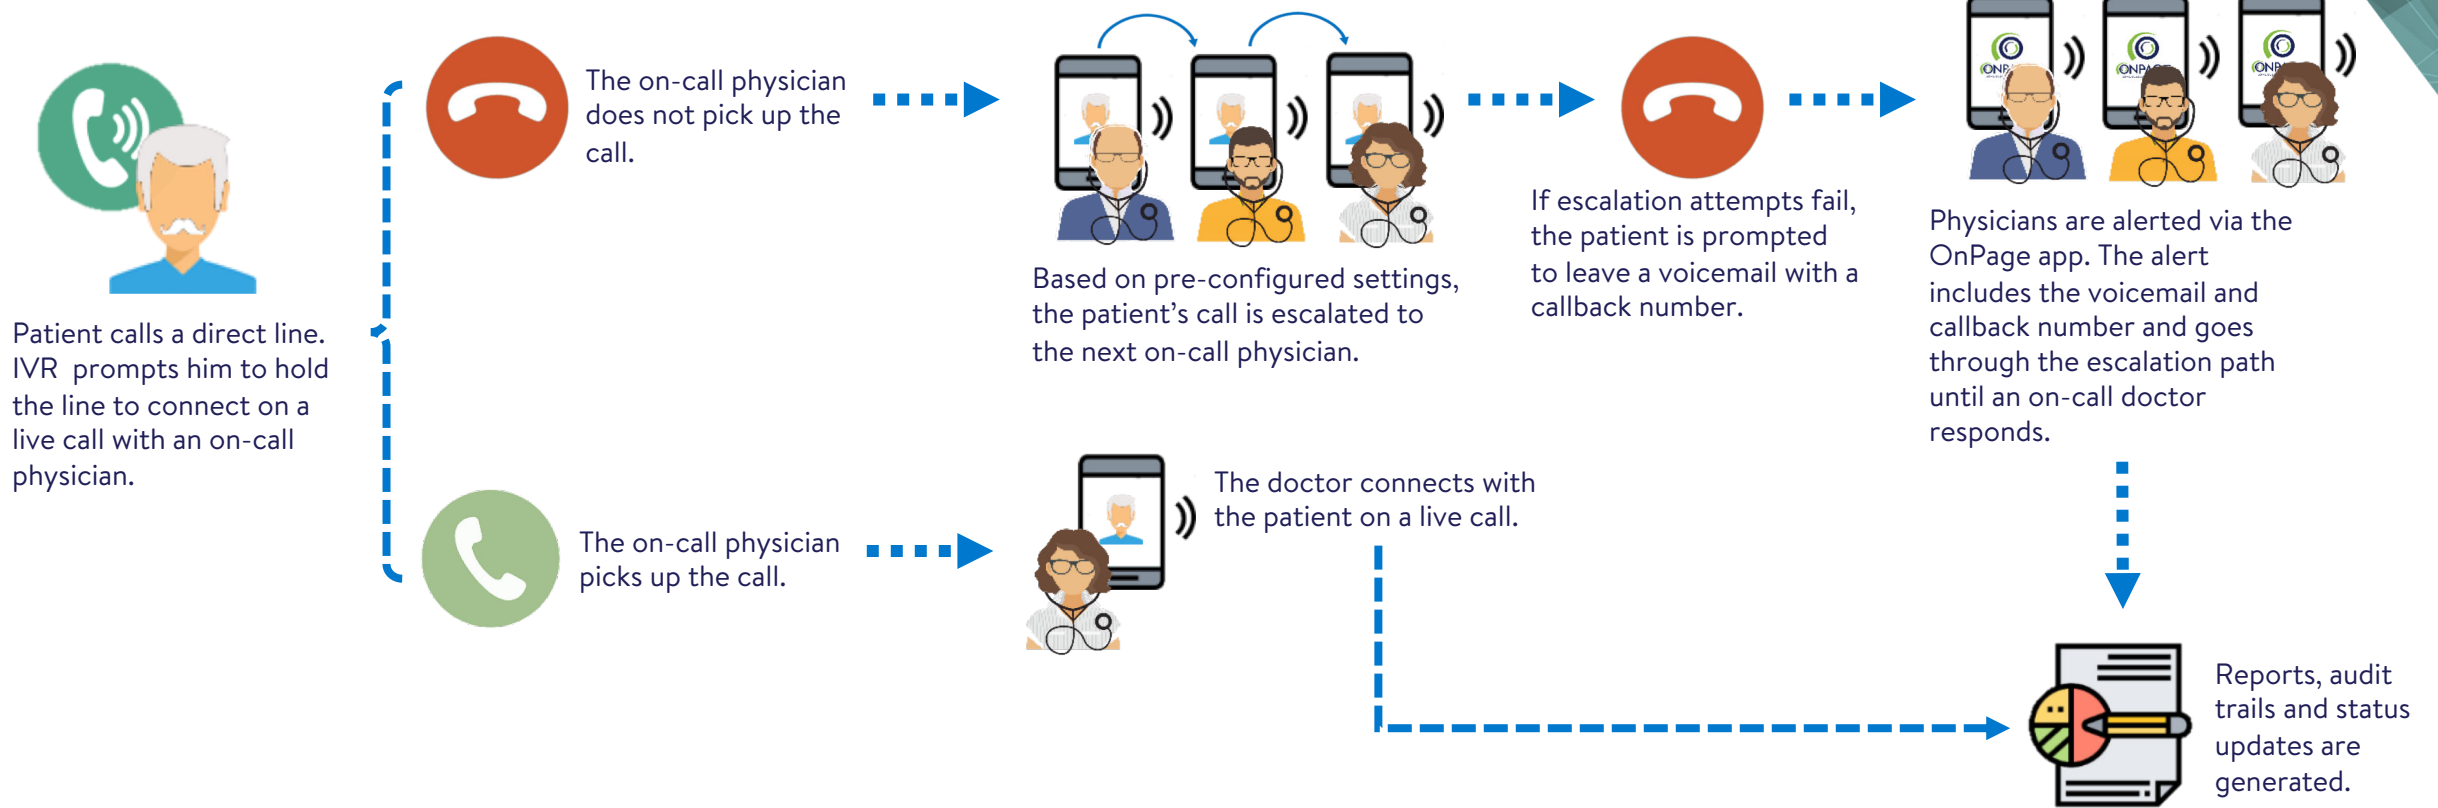 Patient calls a direct line.
IVR prompts him to hold
the line to connect on a
live call with an on-call
physician.
The on-call physician
does not pick up the
call.
Based on pre-configured settings,
the patient's call is escalated to
the next on-call physician.
If escalation attempts fail,
the patient is prompted
to leave a voicemail with a
callback number.
ONPAGE
Physicians are alerted via the
OnPage app. The alert
includes the voicemail and
callback number and goes
through the escalation path
until an on-call doctor
responds.
The on-call physician
picks up the call.
The doctor connects with
the patient on a live call.
Reports, audit
trails and status
updates are
generated.